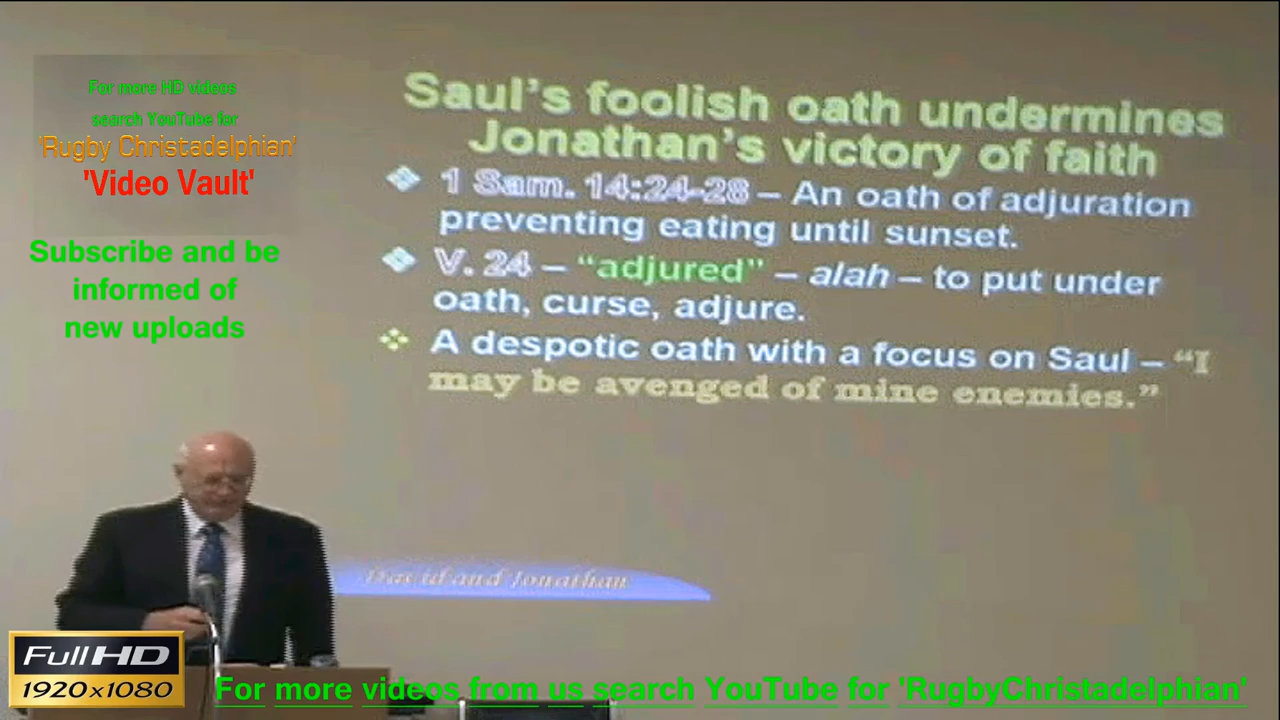 For more HD videos
search YouTube for
'Rugby Christadelphian'
'Video Vault'
Subscribe and be
informed of
new uploads
Saul's foolish oath undermines
Jonathan's victory of faith
1 Sam. 14:24-28 – An oath of adjuration
preventing eating until sunset.
V. 24 – “adjured” – alah – to put under
oath, curse, adjure.
A despotic oath with a focus on Saul – “I
may be avenged of mine enemies.”
David and Jonathan
Full HD
1920x1080
For more videos from us search YouTube for 'RugbyChristadelphian'